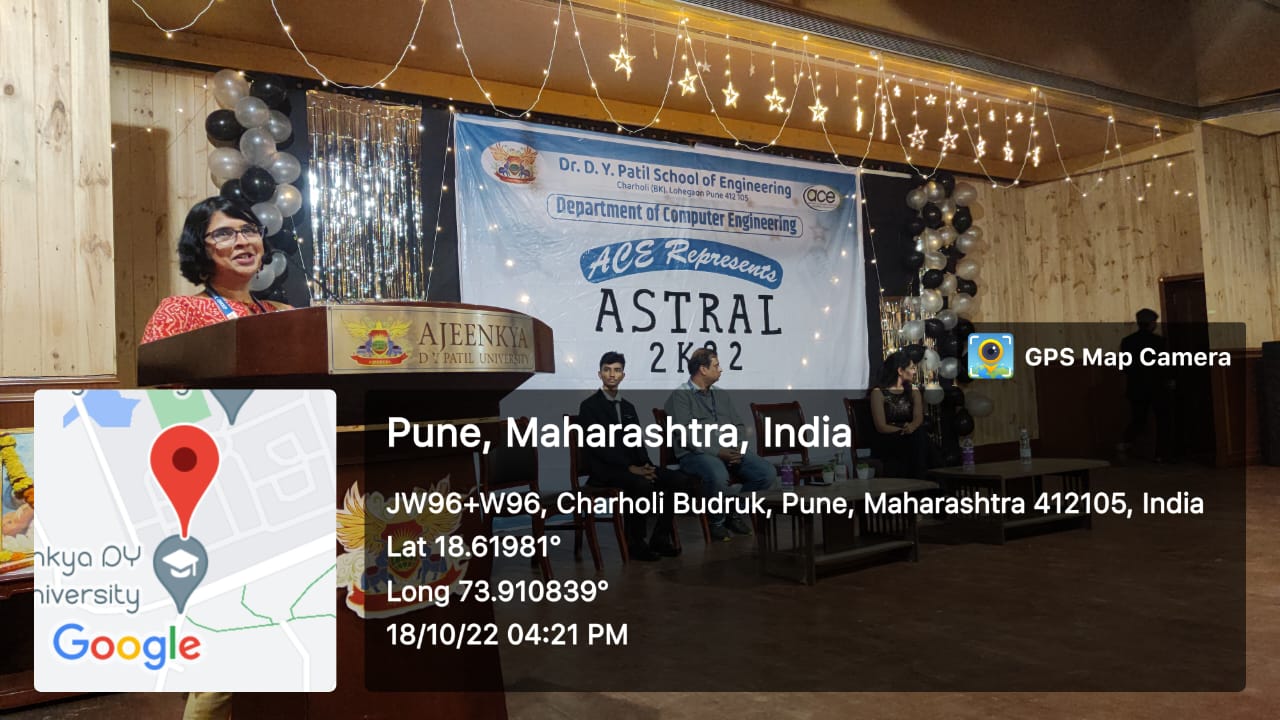 Dr. D. Y. Patil School of Engineering
Charholi (BK), Lohegaon Pune 412 105
ace
Department of Computer Engineering
ACE Represents
ASTRAL
2K22
AJEENKYA
D Y PATIL UNIVERSITY
GPS Map Camera
Pune, Maharashtra, India
JW96+W96, Charholi Budruk, Pune, Maharashtra 412105, India
Lat 18.61981°
Long 73.910839°
18/10/22 04:21 PM
nkya DY
niversity
Google